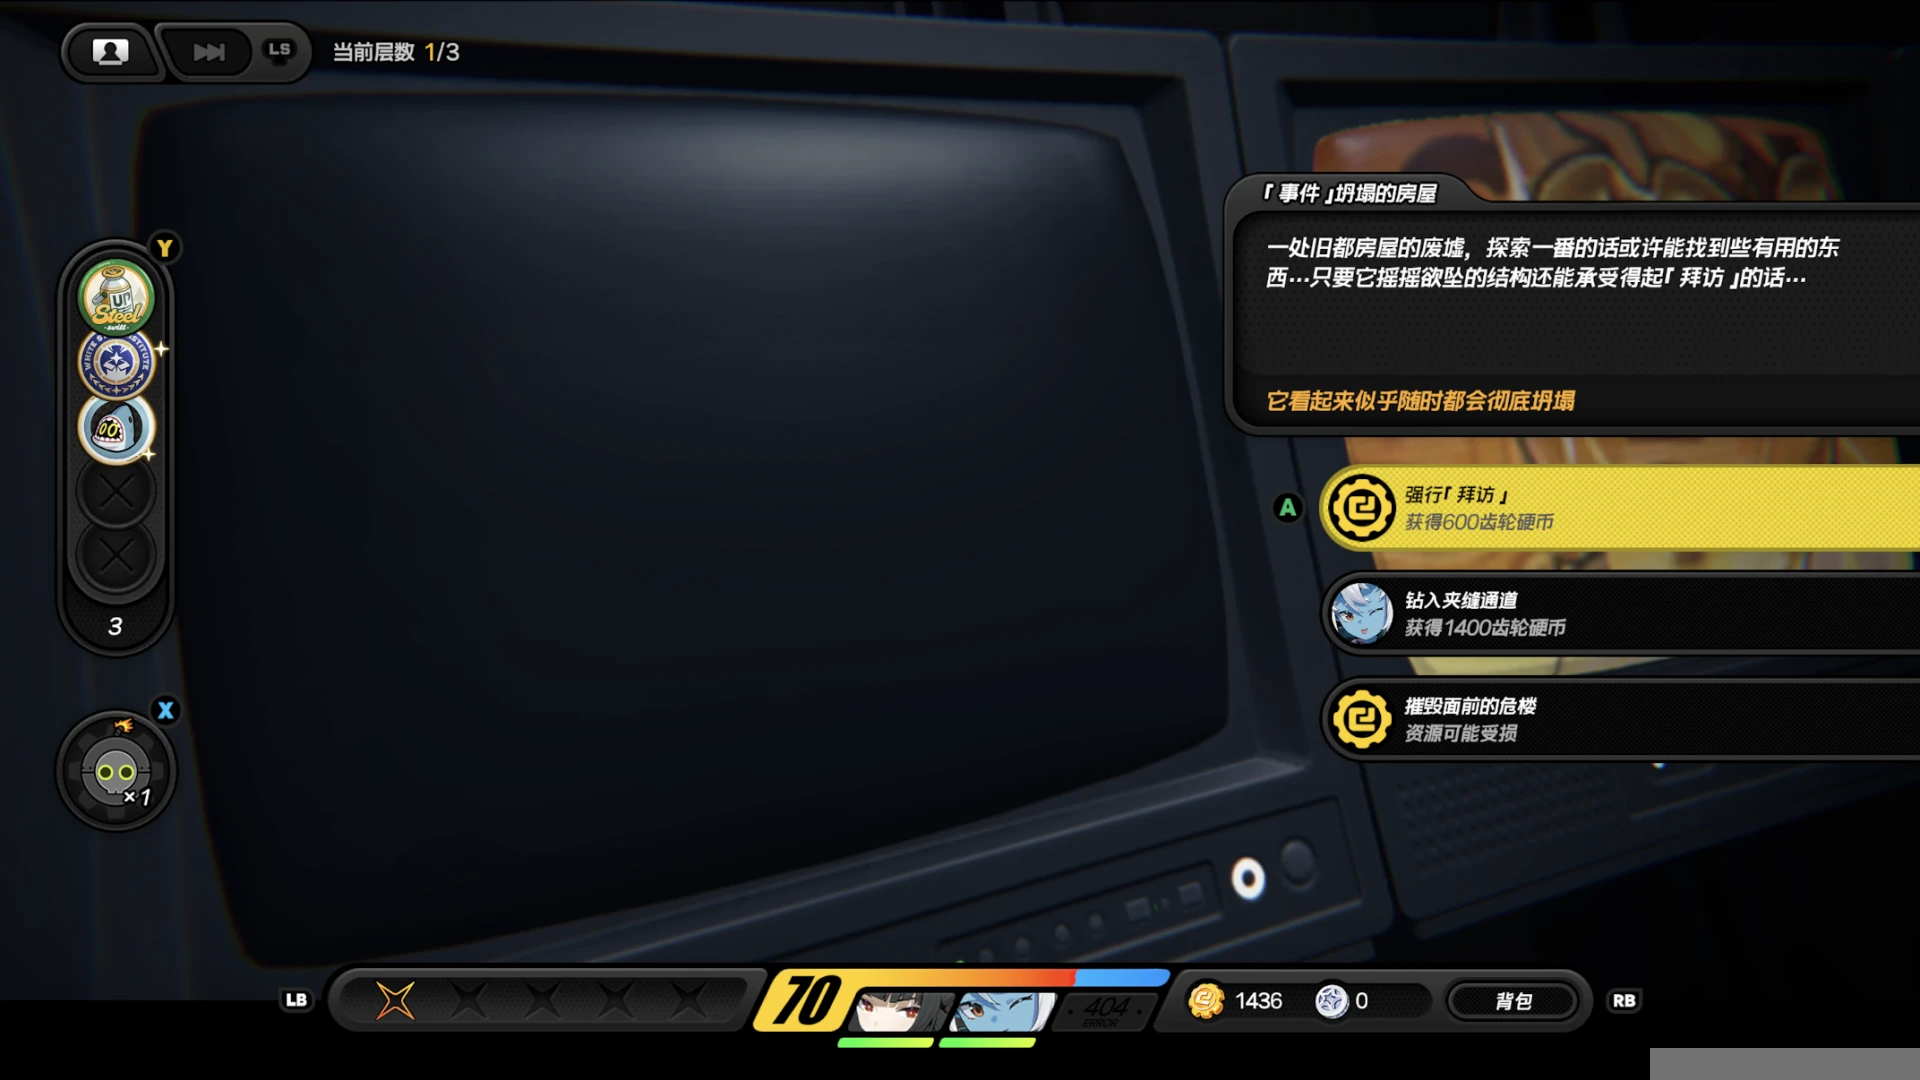 LS
当前层数 1/3
Y
UP
Steel
WHITE S
STITUTE
3
X
×1
「事件」坍塌的房屋
一处旧都房屋的废墟，探索一番的话或许能找到些有用的东
西…只要它摇摇欲坠的结构还能承受得起「拜访」的话…
它看起来似乎随时都会彻底坍塌
A
强行「拜访」
获得600齿轮硬币
钻入夹缝通道
获得1400齿轮硬币
摧毁面前的危楼
资源可能受损
LB
70
404
ERROR
1436
0
背包
RB